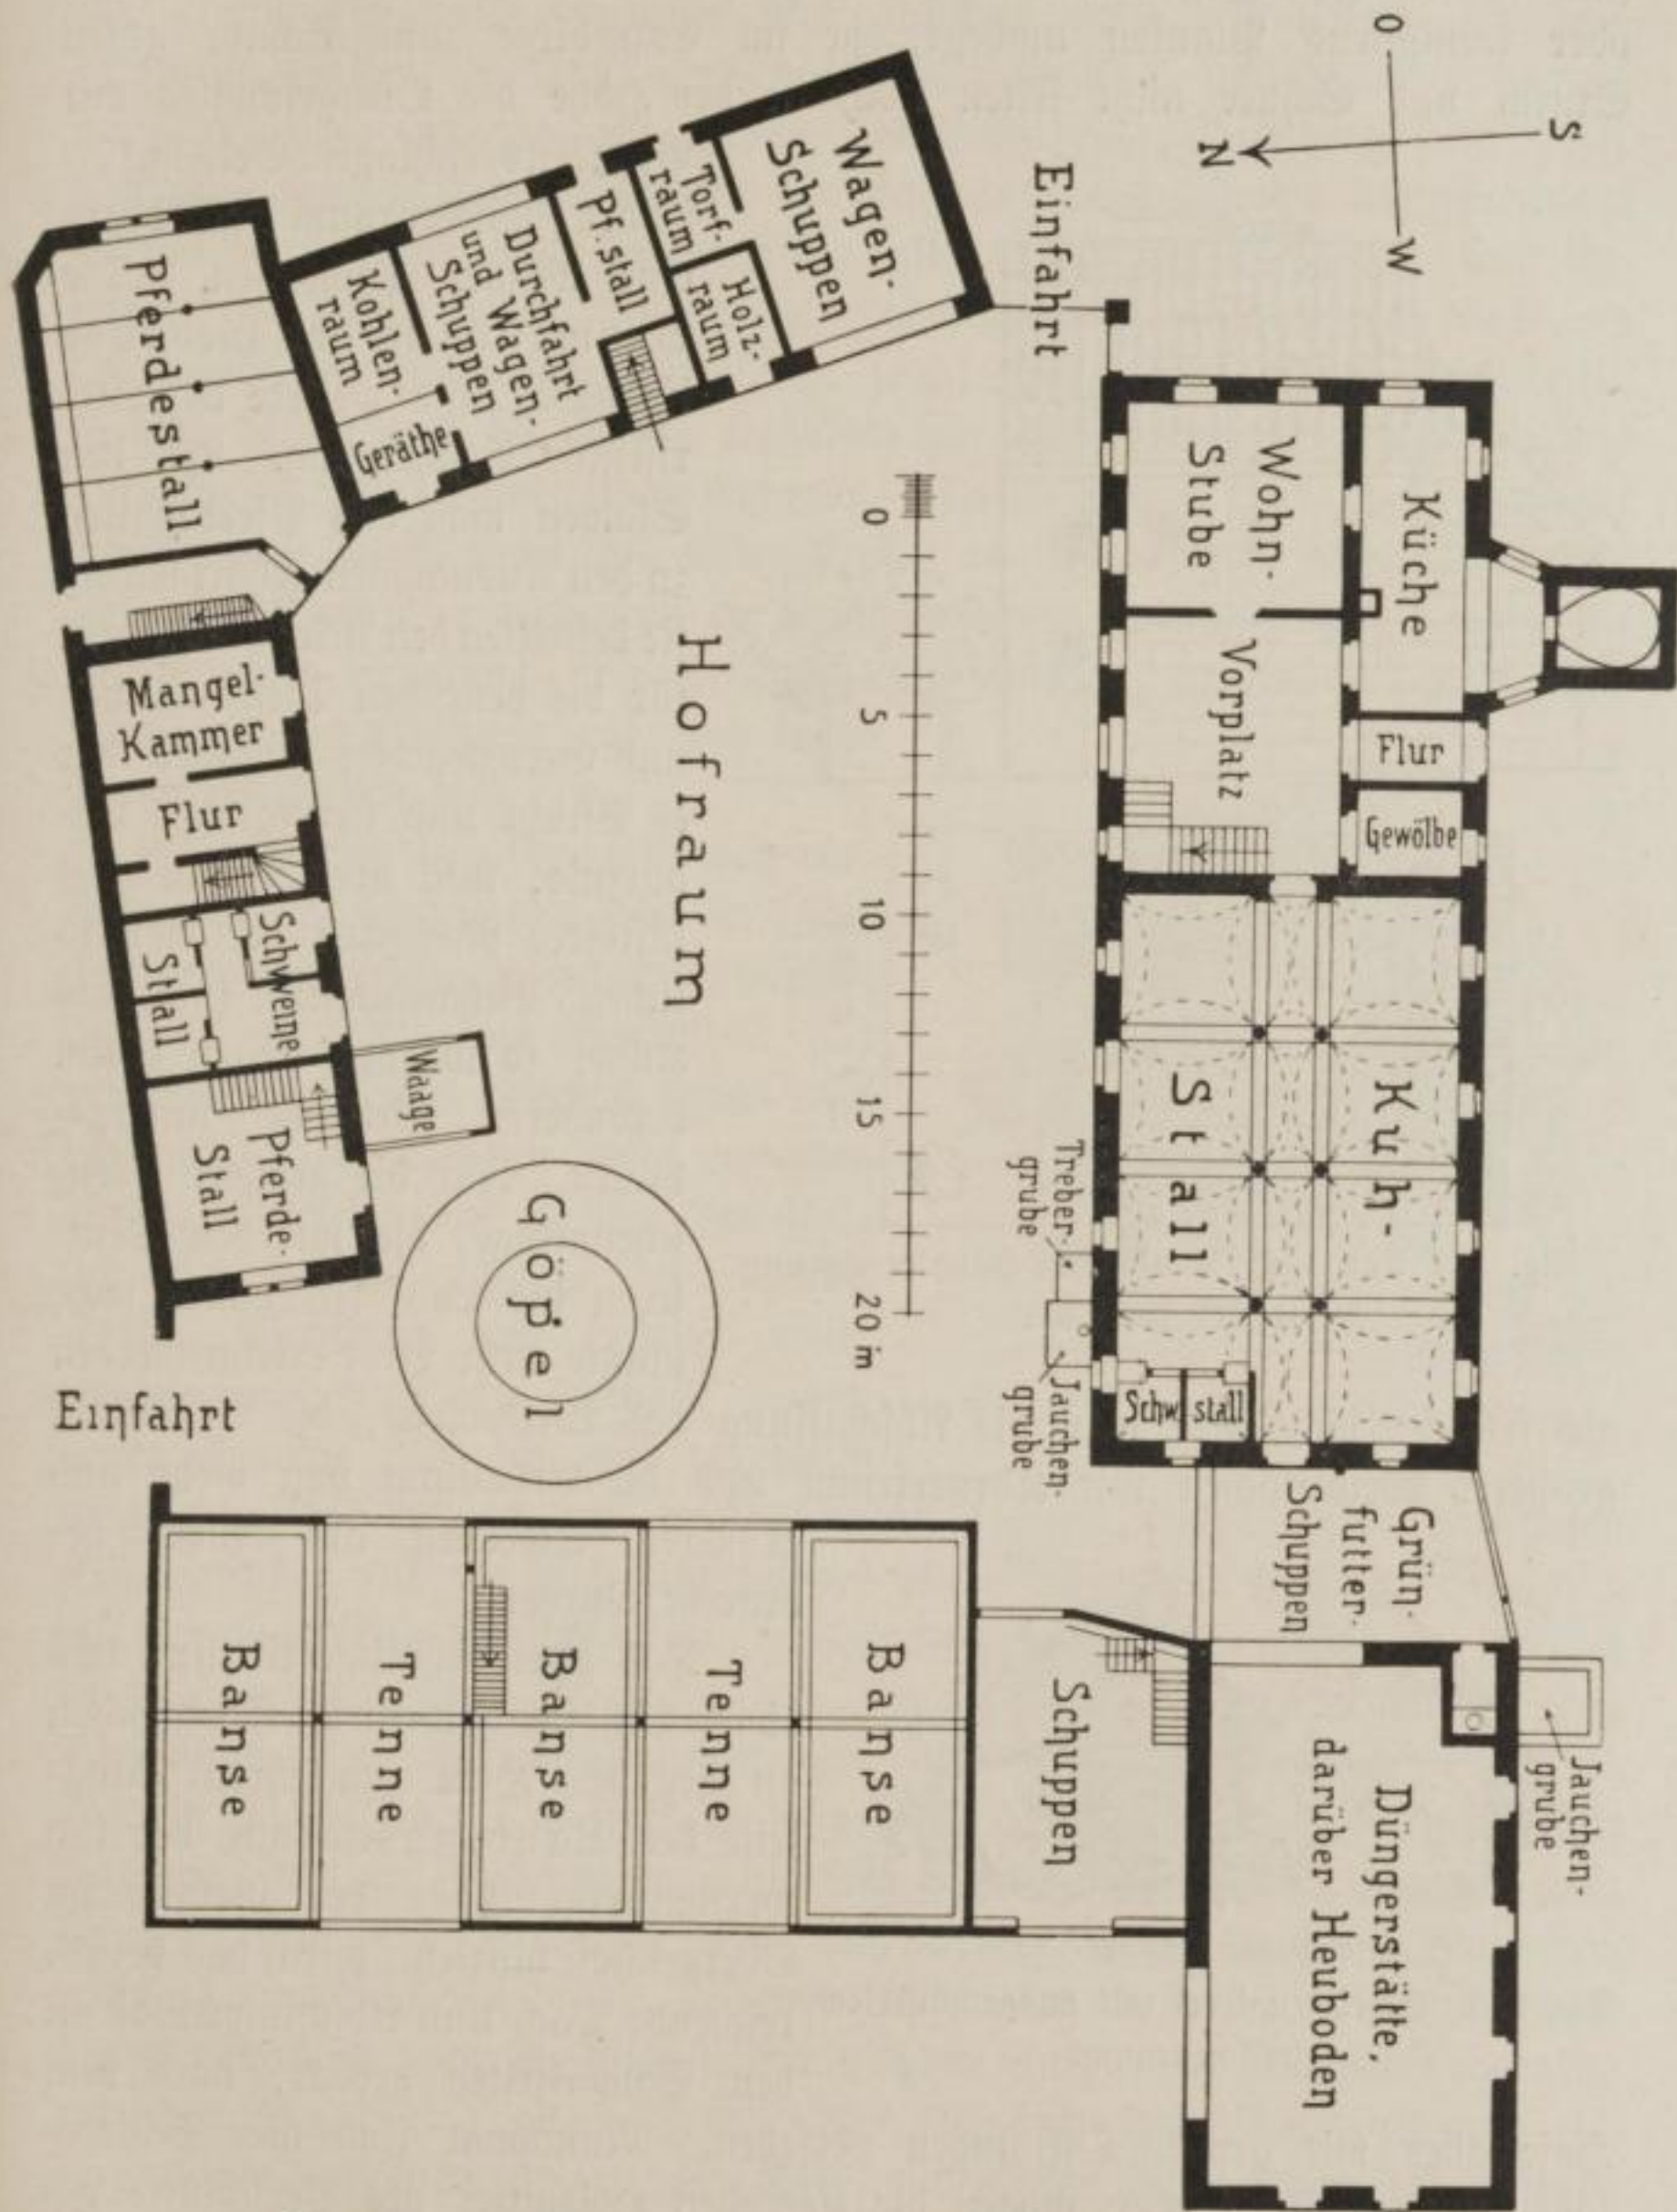 S
O
W
N
Einfahrt
Wagen-
Schuppen
Torf-
raum
Holz-
raum
Pf. stall
Durchfahrt
und Wagen-
Schuppen
Kohlen-
raum
Geräthe
Pferdestall
Mangel-
Kammer
Flur
Schweine
Stall
Stall
Pferde-
Stall
Waage
Göpel
Hofraum
0
5
10
15
20 m
Wohn-
Stube
Küche
Vorplatz
Flur
Gewölbe
Kuh-
Stall
Treber-
grube
Jauchen-
grube
Schw. stall
Grün-
futter-
Schuppen
Jauchen-
grube
Düngerstätte,
darüber Heuboden
Schuppen
Banse
Tenne
Banse
Tenne
Banse
Einfahrt